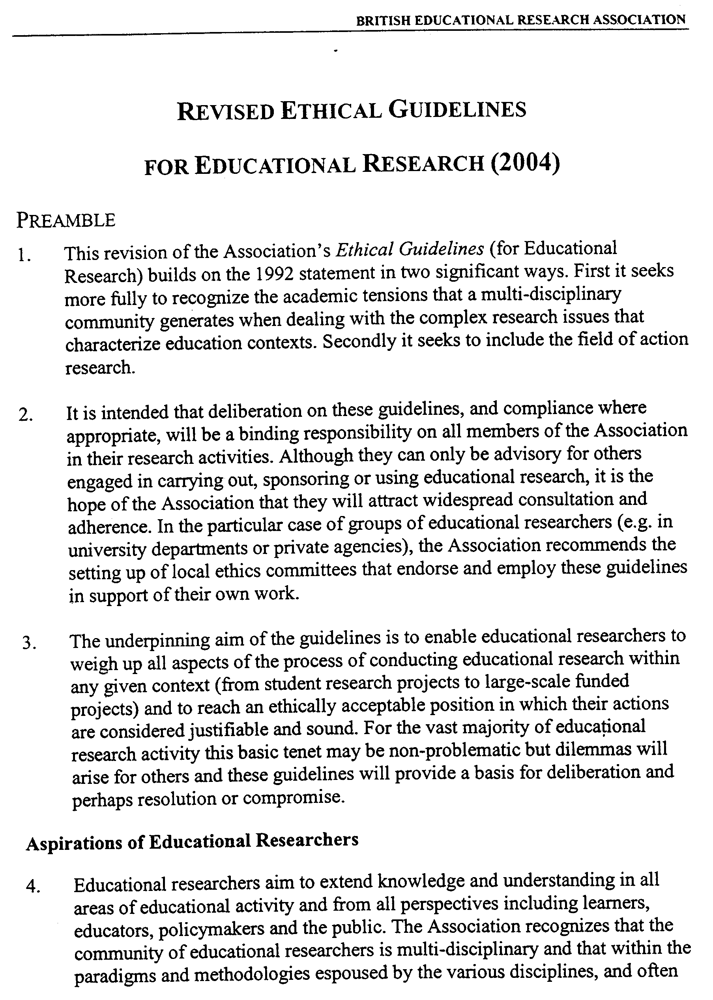 BRITISH EDUCATIONAL RESEARCH ASSOCIATION
REVISED ETHICAL GUIDELINES
FOR EDUCATIONAL RESEARCH (2004)
PREAMBLE
1. This revision of the Association's Ethical Guidelines (for Educational
Research) builds on the 1992 statement in two significant ways. First it seeks
more fully to recognize the academic tensions that a multi-disciplinary
community generates when dealing with the complex research issues that
characterize education contexts. Secondly it seeks to include the field of action
research.
2. It is intended that deliberation on these guidelines, and compliance where
appropriate, will be a binding responsibility on all members of the Association
in their research activities. Although they can only be advisory for others
engaged in carrying out, sponsoring or using educational research, it is the
hope of the Association that they will attract widespread consultation and
adherence. In the particular case of groups of educational researchers (e.g. in
university departments or private agencies), the Association recommends the
setting up of local ethics committees that endorse and employ these guidelines
in support of their own work.
3. The underpinning aim of the guidelines is to enable educational researchers to
weigh up all aspects of the process of conducting educational research within
any given context (from student research projects to large-scale funded
projects) and to reach an ethically acceptable position in which their actions
are considered justifiable and sound. For the vast majority of educational
research activity this basic tenet may be non-problematic but dilemmas will
arise for others and these guidelines will provide a basis for deliberation and
perhaps resolution or compromise.
Aspirations of Educational Researchers
4. Educational researchers aim to extend knowledge and understanding in all
areas of educational activity and from all perspectives including learners,
educators, policymakers and the public. The Association recognizes that the
community of educational researchers is multi-disciplinary and that within the
paradigms and methodologies espoused by the various disciplines, and often